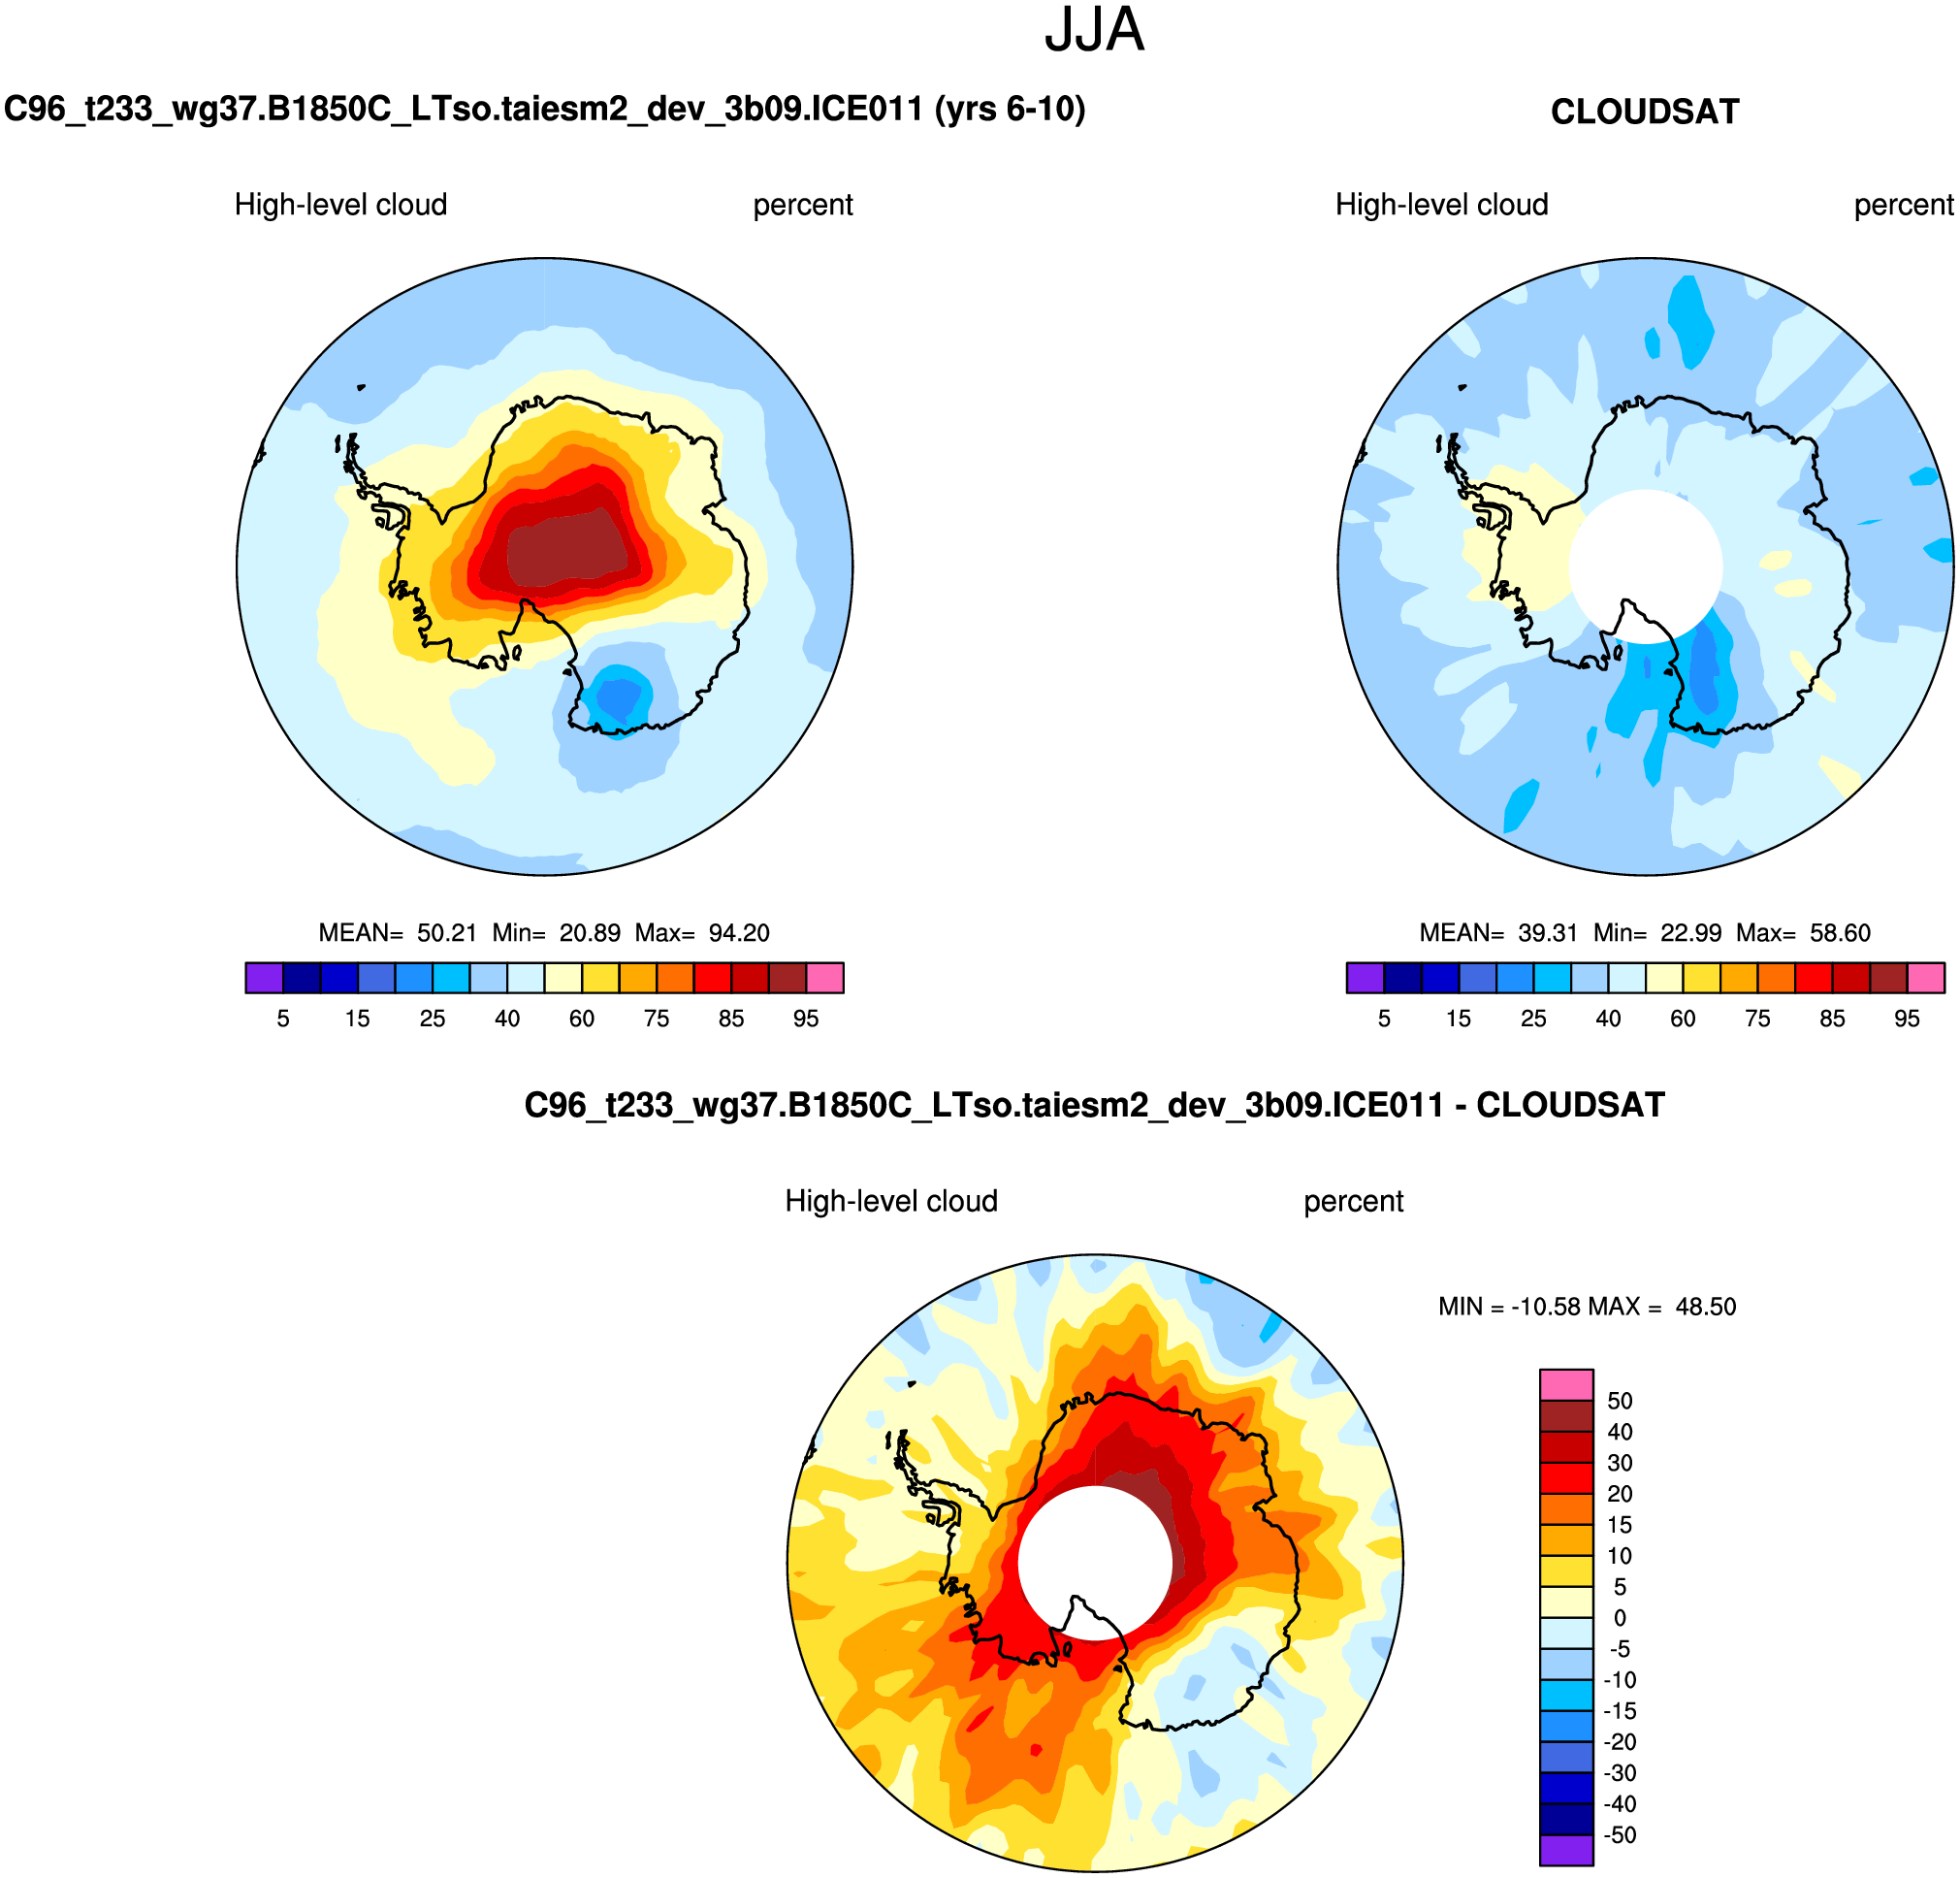 JJA
C96_t233_wg37.B1850C_LTso.taiesm2_dev_3b09.ICE011 (yrs 6-10)
CLOUDSAT
High-level cloud percent
High-level cloud percent
MEAN= 50.21 Min= 20.89 Max= 94.20
MEAN= 39.31 Min= 22.99 Max= 58.60
5 15 25 40 60 75 85 95
5 15 25 40 60 75 85 95
C96_t233_wg37.B1850C_LTso.taiesm2_dev_3b09.ICE011 - CLOUDSAT
High-level cloud percent
MIN = -10.58 MAX = 48.50
50
40
30
20
15
10
5
0
-5
-10
-15
-20
-30
-40
-50